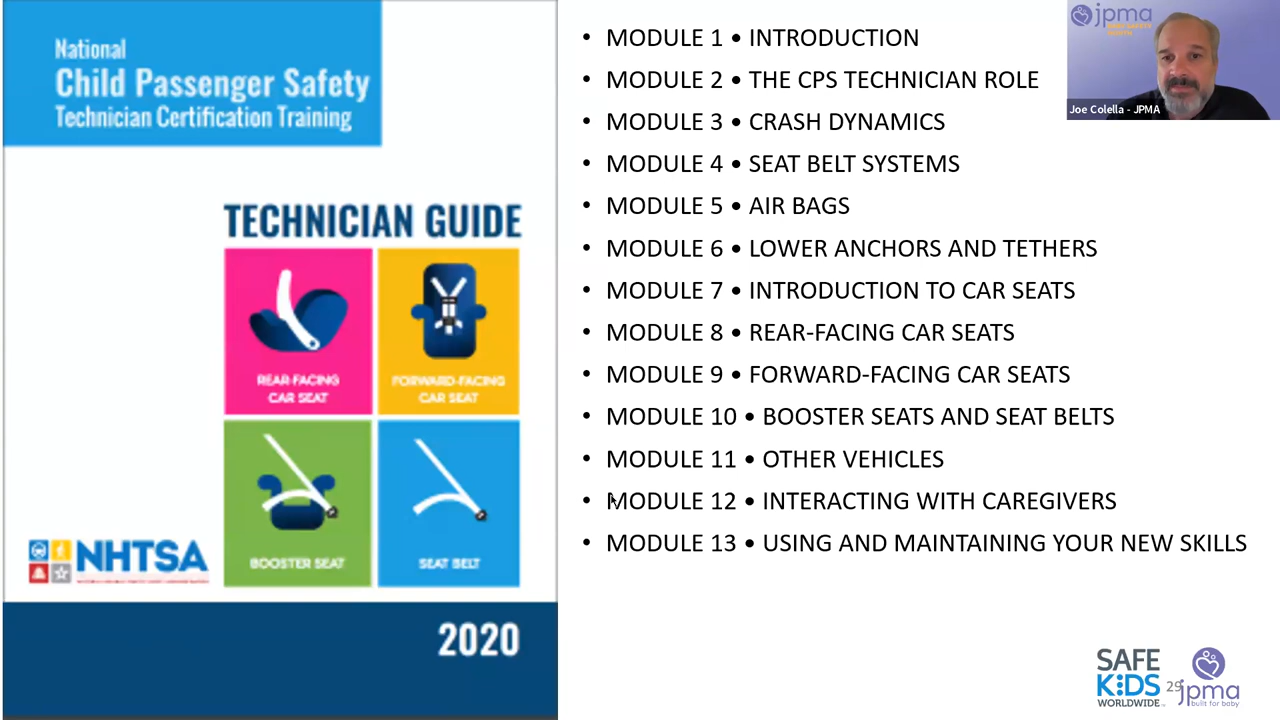 National
Child Passenger Safety
Technician Certification Training
TECHNICIAN GUIDE
REAR-FACING
CAR SEAT
FORWARD-FACING
CAR SEAT
BOOSTER SEAT
SEAT BELT
NHTSA
2020
• MODULE 1 • INTRODUCTION
• MODULE 2 • THE CPS TECHNICIAN ROLE
• MODULE 3 • CRASH DYNAMICS
• MODULE 4 • SEAT BELT SYSTEMS
• MODULE 5 • AIR BAGS
• MODULE 6 • LOWER ANCHORS AND TETHERS
• MODULE 7 • INTRODUCTION TO CAR SEATS
• MODULE 8 • REAR-FACING CAR SEATS
• MODULE 9 • FORWARD-FACING CAR SEATS
• MODULE 10 • BOOSTER SEATS AND SEAT BELTS
• MODULE 11 • OTHER VEHICLES
• MODULE 12 • INTERACTING WITH CAREGIVERS
• MODULE 13 • USING AND MAINTAINING YOUR NEW SKILLS
jpma
Joe Colella - JPMA
SAFE
KIDS
WORLDWIDE
29
jpma
built for baby